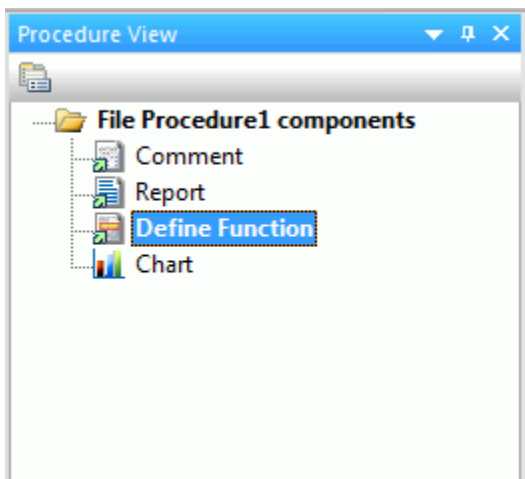 Procedure View
File Procedure1 components
Comment
Report
Define Function
Chart